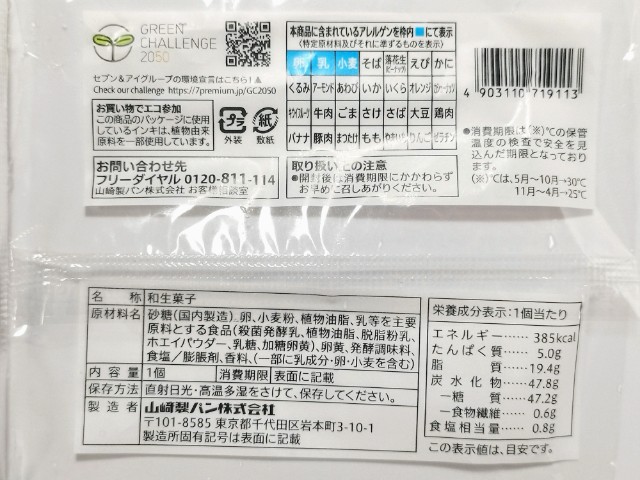 GREEN
CHALLENGE
2050
セブン&アイグループの環境宣言はこちら!▲
Check our challenge https://7premium.jp/GC2050
お買い物でエコ参加
この商品のパッケージに使用
しているインキは、植物由来
原料を一部使用しています。
プラ 紙
外装 敷紙
お問い合わせ先
フリーダイヤル 0120-811-114
山崎製パン株式会社 お客様相談室
本商品に含まれているアレルゲンを枠内■にて表示
(特定原材料及びそれに準ずるものを表示)
卵 乳 小麦 そば 落花生 えび かに
くるみ アーモンド あわび いか いくら オレンジ カシューナッツ
キウイフルーツ 牛肉 ごま さけ さば 大豆 鶏肉
バナナ 豚肉 まつたけ もも やまいも りんご ゼラチン
取り扱い上の注意
●開封後は消費期限にかかわらず
お早めに召しあがりください。
4 903110 719113
●消費期限は(※)℃の保管
温度の検査で安全を見
込んだ期限となっておりま
す。(※)℃は、5月〜10月→30℃
11月〜4月→25℃
名称 和生菓子
原材料名 砂糖(国内製造)、卵、小麦粉、植物油脂、乳等を主要
原料とする食品(殺菌発酵乳、植物油脂、脱脂粉乳、
ホエイパウダー、乳糖、加糖卵黄)、卵黄、発酵調味料、
食塩/膨脹剤、香料、(一部に乳成分・卵・小麦を含む)
内容量 1個 消費期限 表面に記載
保存方法 直射日光・高温多湿をさけて、保存してください。
製造者 山崎製パン株式会社
〒101-8585 東京都千代田区岩本町3-10-1
製造所固有記号は表面に記載
栄養成分表示:1個当たり
エネルギー……385kcal
たんぱく質……5.0g
脂質……19.4g
炭水化物……47.8g
－糖質……47.2g
－食物繊維……0.6g
食塩相当量……0.8g
この表示値は、目安です。